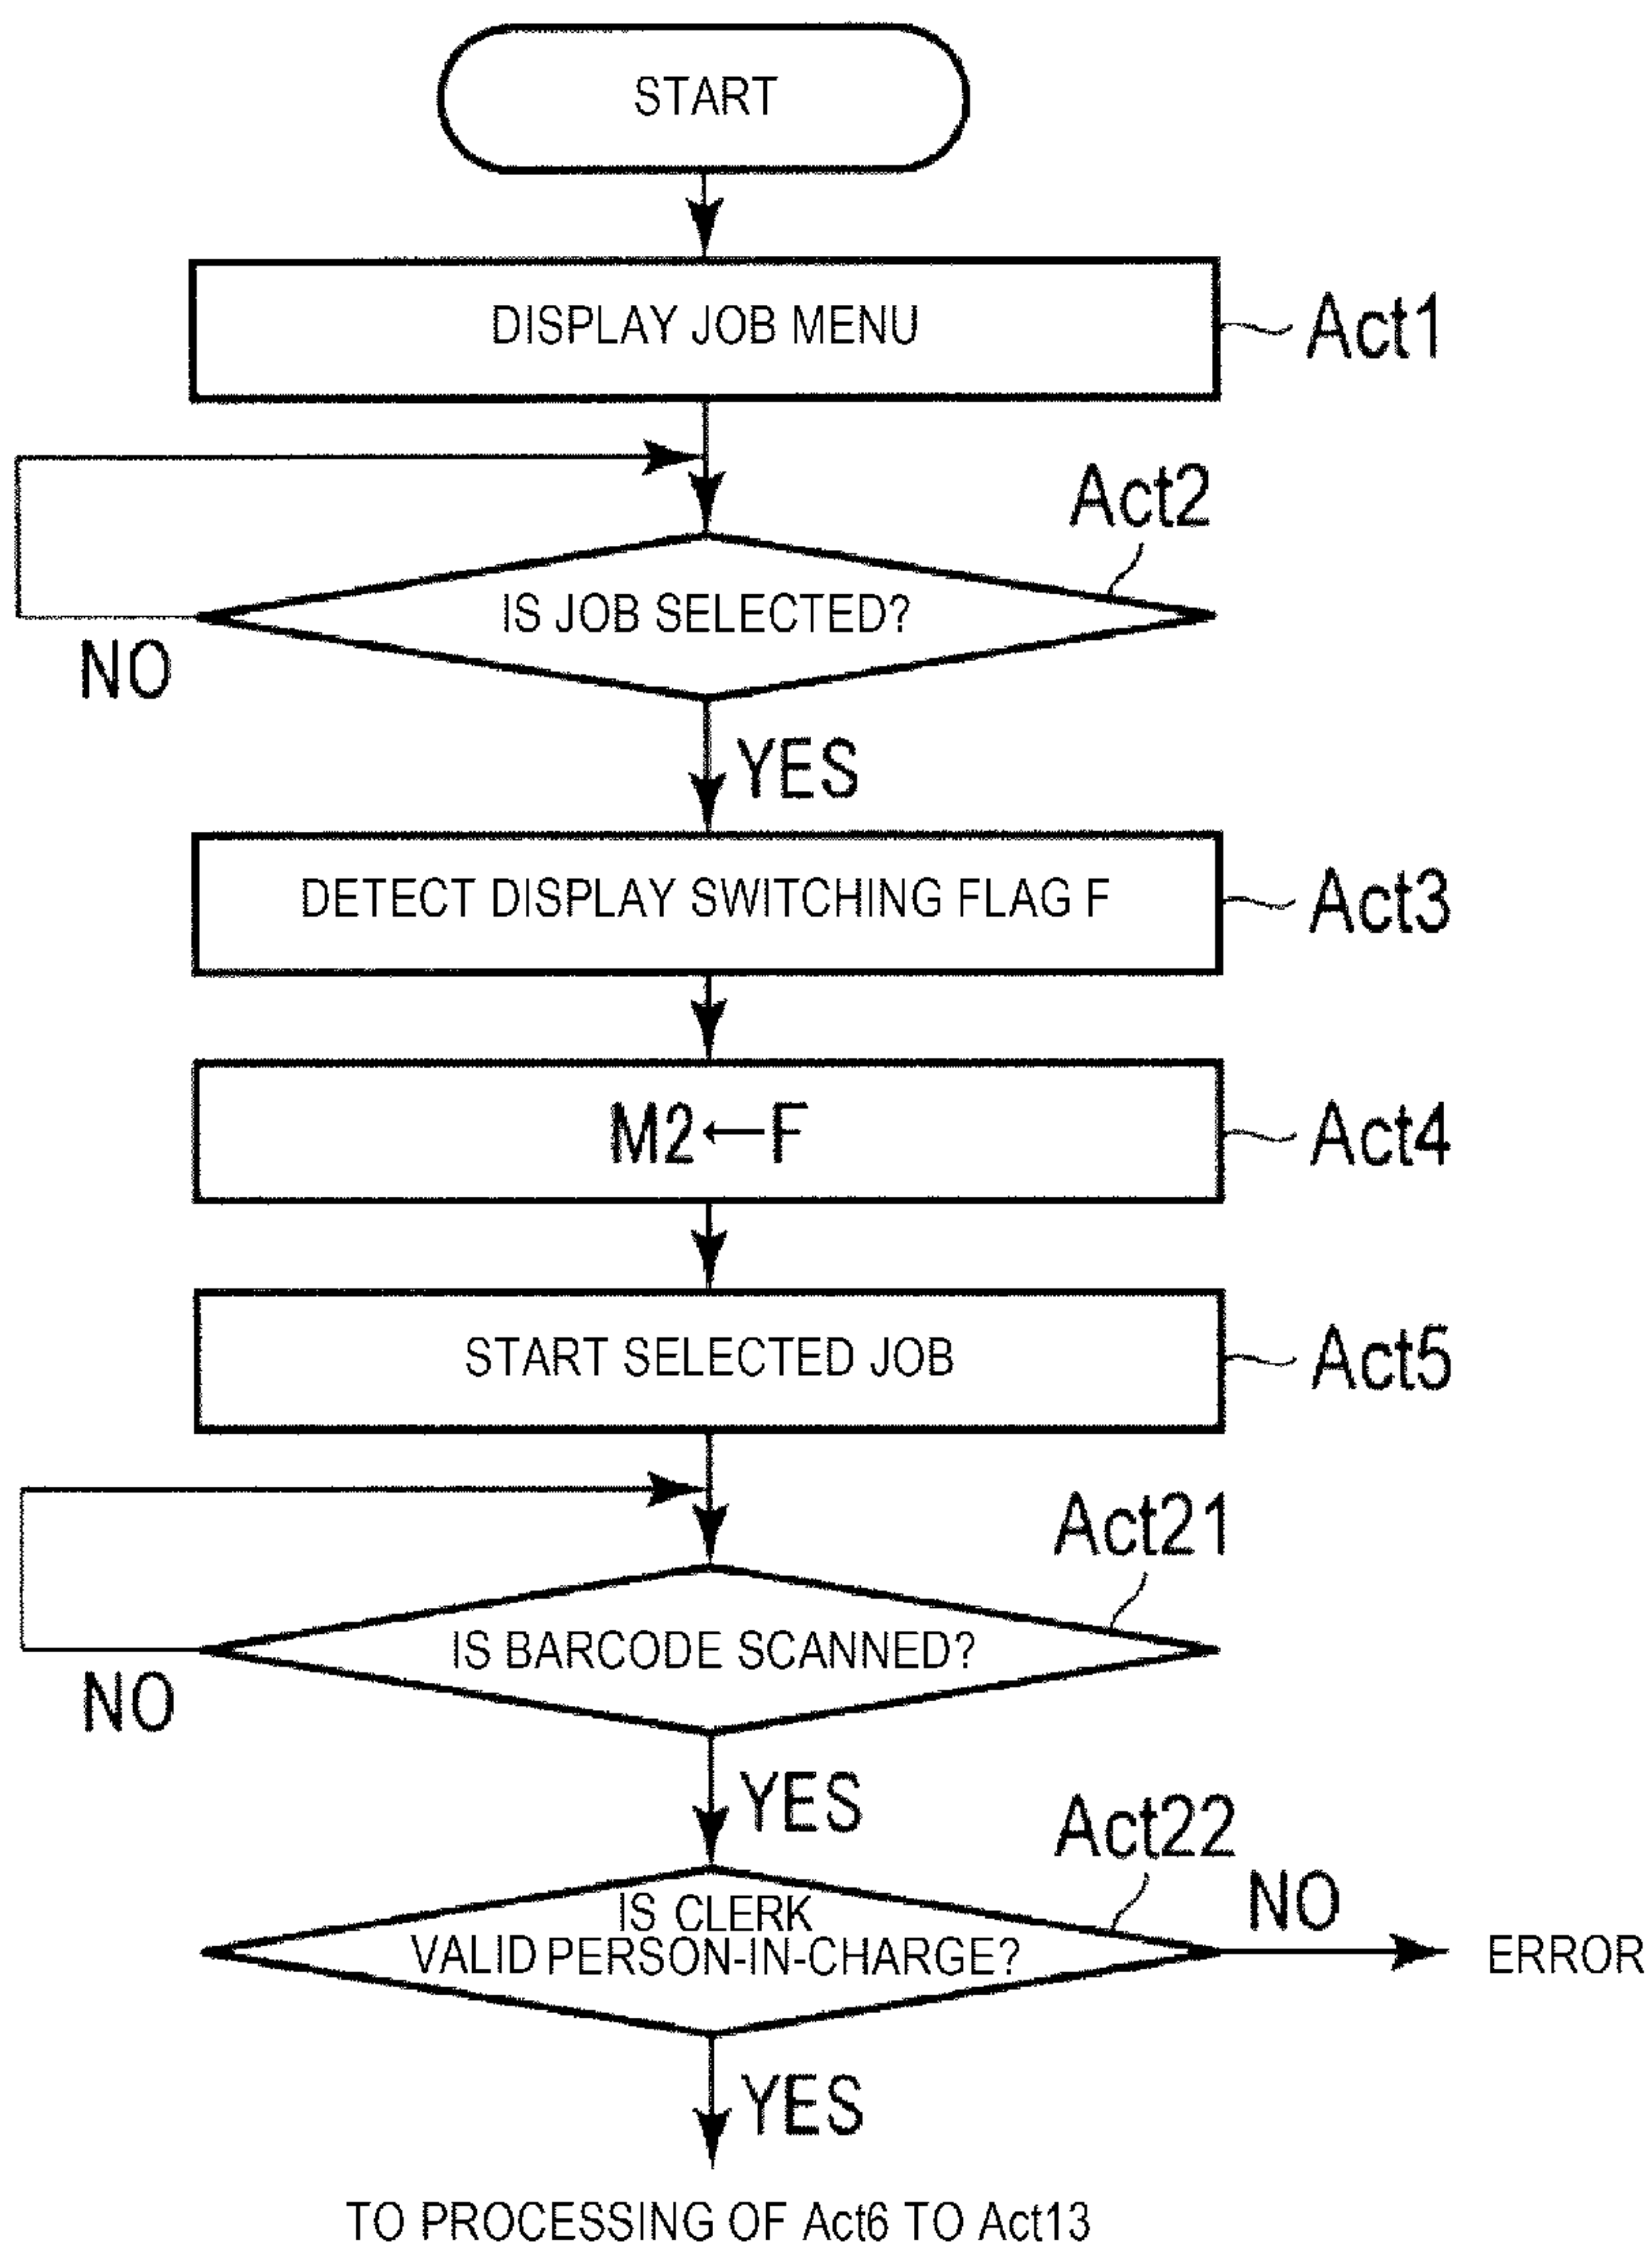 START
DISPLAY JOB MENU
Act1
Act2
IS JOB SELECTED?
NO
YES
DETECT DISPLAY SWITCHING FLAG F
Act3
M2←F
Act4
START SELECTED JOB
Act5
Act21
IS BARCODE SCANNED?
NO
YES
Act22
IS CLERK
VALID PERSON-IN-CHARGE?
NO
ERROR
YES
TO PROCESSING OF Act6 TO Act13